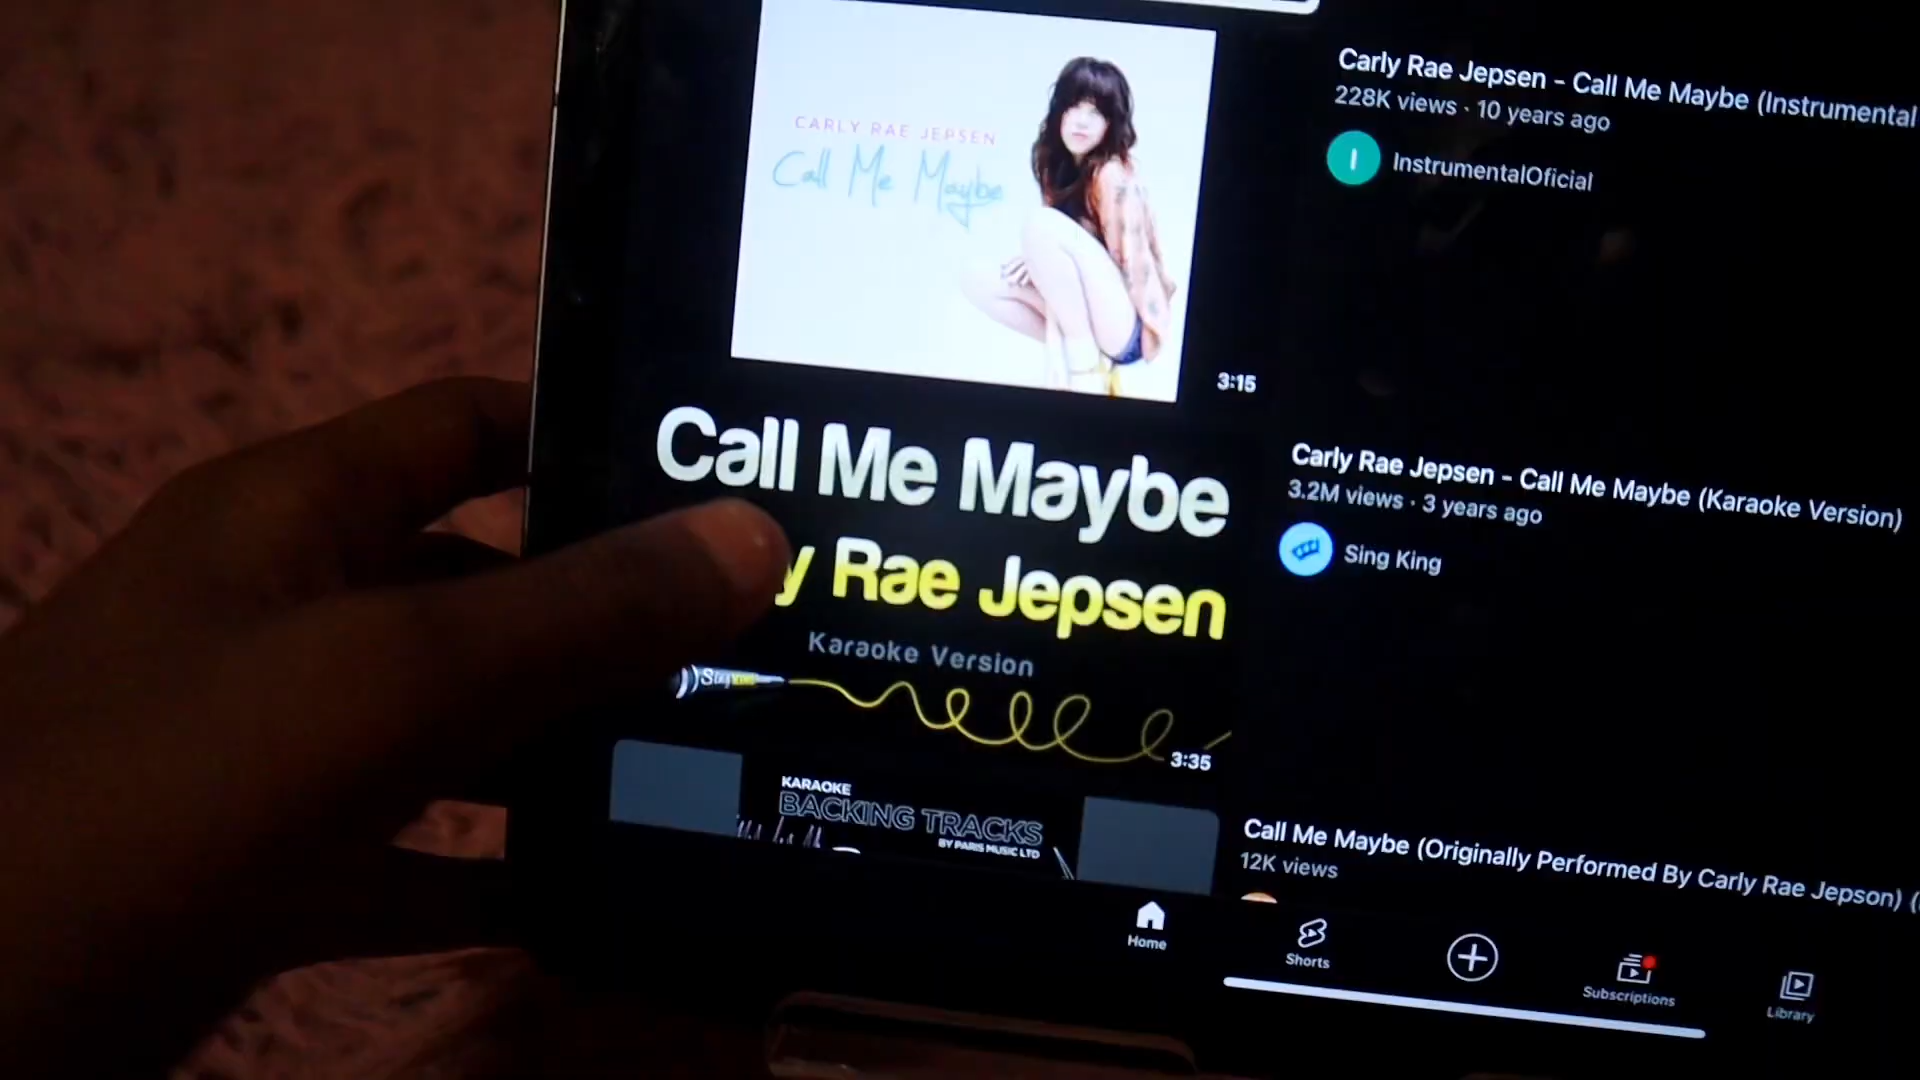 CARLY RAE JEPSEN
Call Me Maybe
3:15
Carly Rae Jepsen - Call Me Maybe (Instrumental
228K views · 10 years ago
I
InstrumentalOficial
Call Me Maybe
y Rae Jepsen
Karaoke Version
3:35
Carly Rae Jepsen - Call Me Maybe (Karaoke Version)
3.2M views · 3 years ago
Sing King
KARAOKE
BACKING TRACKS
BY PARIS MUSIC LTD
Call Me Maybe (Originally Performed By Carly Rae Jepson) (
12K views
Home
Shorts
Subscriptions
Library